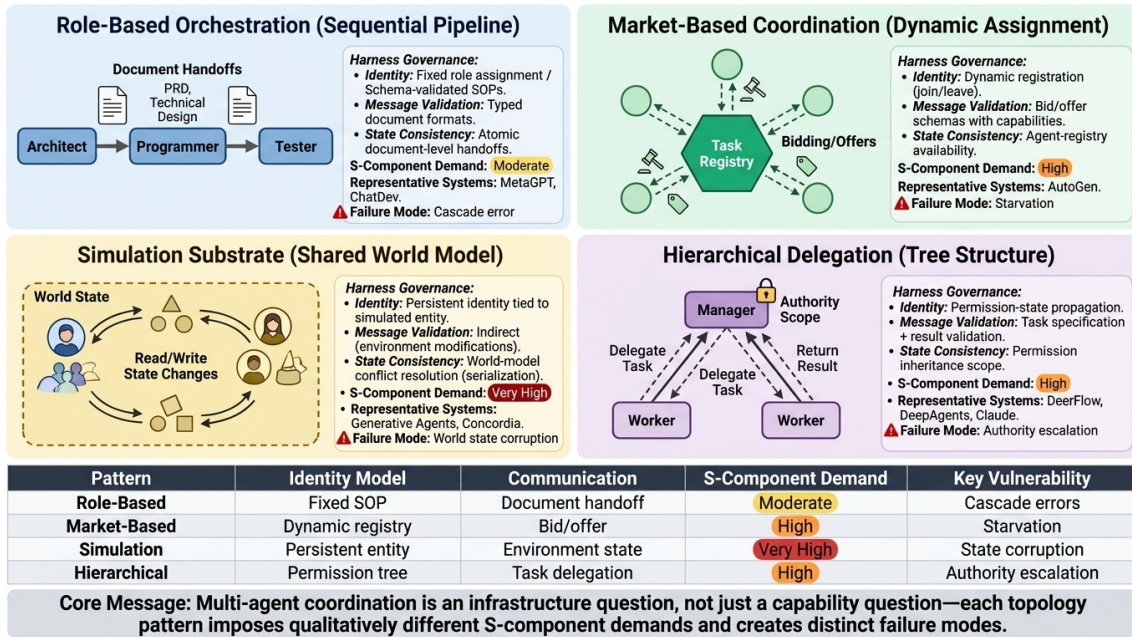 Role-Based Orchestration (Sequential Pipeline)
Document Handoffs
PRD,
Technical
Design
Architect
Programmer
Tester
Harness Governance:
• Identity: Fixed role assignment /
Schema-validated SOPs.
• Message Validation: Typed
document formats.
• State Consistency: Atomic
document-level handoffs.
S-Component Demand: Moderate
Representative Systems: MetaGPT,
ChatDev.
Failure Mode: Cascade error
Market-Based Coordination (Dynamic Assignment)
Task
Registry
Bidding/Offers
Harness Governance:
• Identity: Dynamic registration
(join/leave).
• Message Validation: Bid/offer
schemas with capabilities.
• State Consistency: Agent-registry
availability.
S-Component Demand: High
Representative Systems: AutoGen.
Failure Mode: Starvation
Simulation Substrate (Shared World Model)
World State
Read/Write
State Changes
Harness Governance:
• Identity: Persistent identity tied to
simulated entity.
• Message Validation: Indirect
(environment modifications).
• State Consistency: World-model
conflict resolution (serialization).
• S-Component Demand: Very High
• Representative Systems:
Generative Agents, Concordia.
Failure Mode: World state corruption
Hierarchical Delegation (Tree Structure)
Manager
Authority
Scope
Delegate
Task
Delegate
Task
Return
Result
Worker
Worker
Harness Governance:
• Identity: Permission-state propagation.
• Message Validation: Task specification
+ result validation.
• State Consistency: Permission
inheritance scope.
• S-Component Demand: High
• Representative Systems: DeerFlow,
DeepAgents, Claude.
Failure Mode: Authority escalation
Pattern Identity Model Communication S-Component Demand Key Vulnerability
Role-Based Fixed SOP Document handoff Moderate Cascade errors
Market-Based Dynamic registry Bid/offer High Starvation
Simulation Persistent entity Environment state Very High State corruption
Hierarchical Permission tree Task delegation High Authority escalation
Core Message: Multi-agent coordination is an infrastructure question, not just a capability question—each topology
pattern imposes qualitatively different S-component demands and creates distinct failure modes.